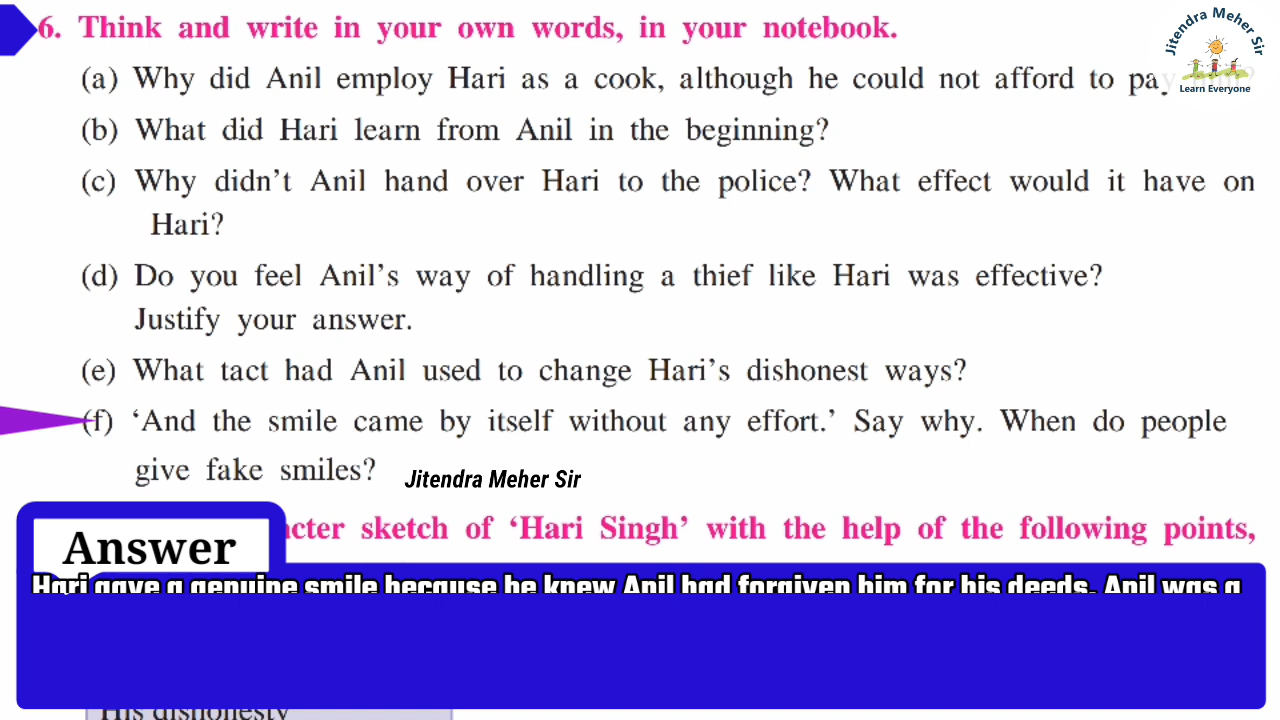 6. Think and write in your own words, in your notebook.
Jitendra Meher Sir
Learn Everyone
(a) Why did Anil employ Hari as a cook, although he could not afford to pay
(b) What did Hari learn from Anil in the beginning?
(c) Why didn't Anil hand over Hari to the police? What effect would it have on
Hari?
(d) Do you feel Anil's way of handling a thief like Hari was effective?
Justify your answer.
(e) What tact had Anil used to change Hari's dishonest ways?
(f) 'And the smile came by itself without any effort.' Say why. When do people
give fake smiles?
Jitendra Meher Sir
Answer
sketch of 'Hari Singh' with the help of the following points,
Hari gave a genuine smile because he knew Anil had forgiven him for his deeds. Anil was a
His dishonesty